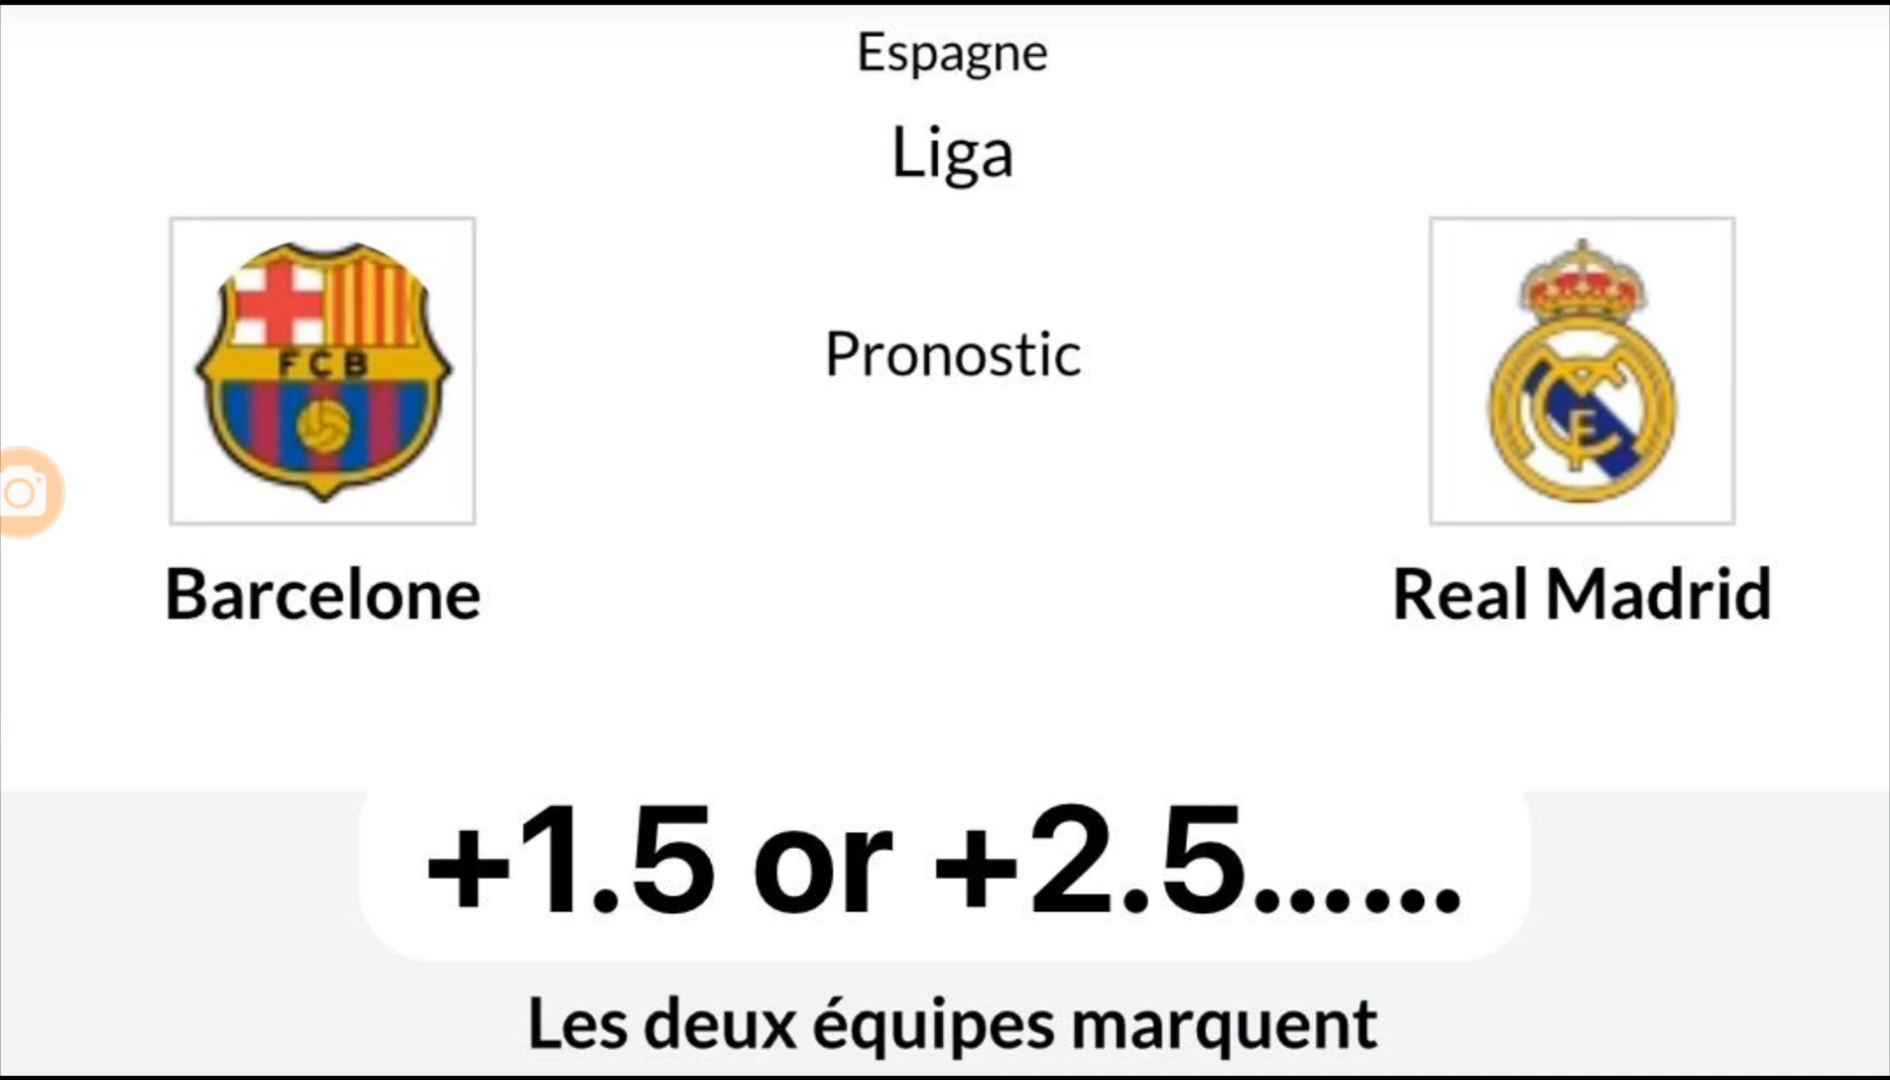 Espagne
Liga
FCB
Pronostic
Barcelone
Real Madrid
+1.5 or +2.5......
Les deux équipes marquent